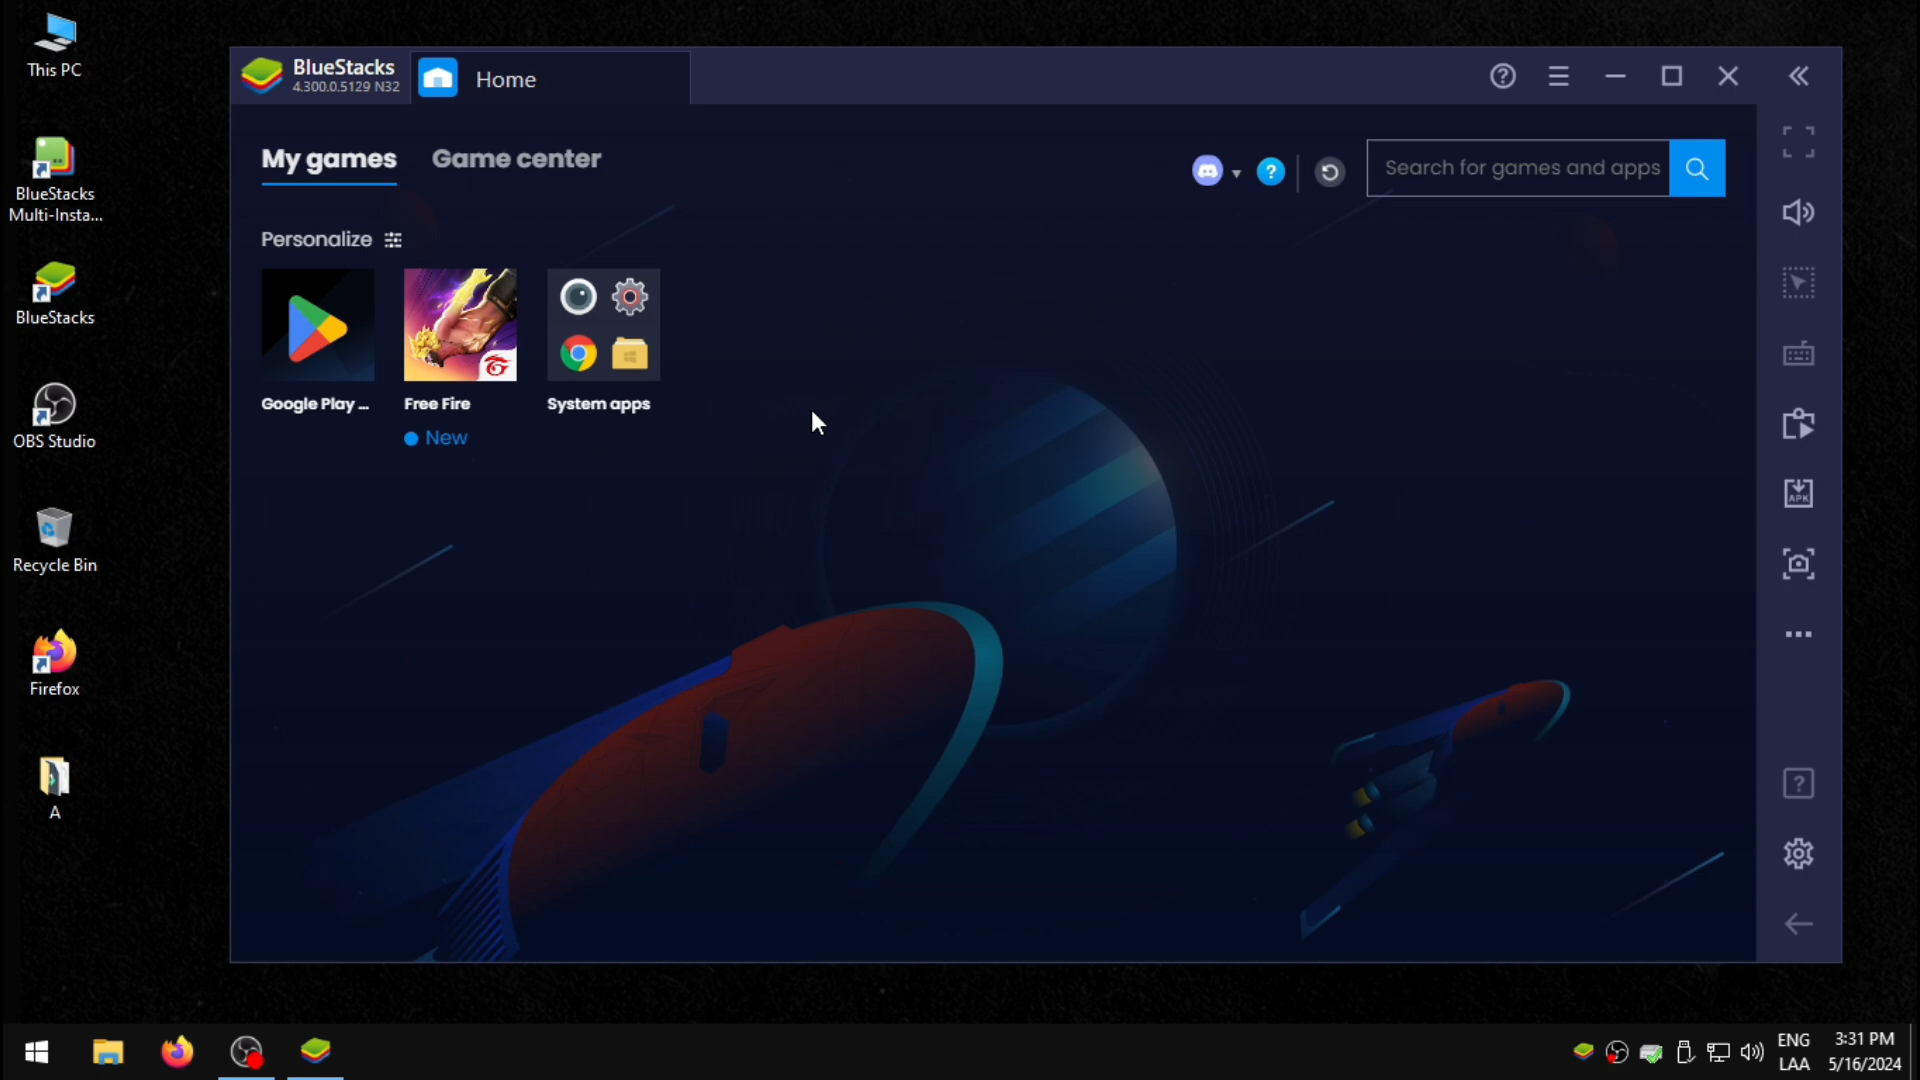 This PC
BlueStacks
Multi-Insta...
BlueStacks
OBS Studio
Recycle Bin
Firefox
A
BlueStacks
4.300.0.5129 N32
Home
My games
Game center
Search for games and apps
Personalize
Google Play ...
Free Fire
System apps
New
APK
ENG
LAA
3:31 PM
5/16/2024